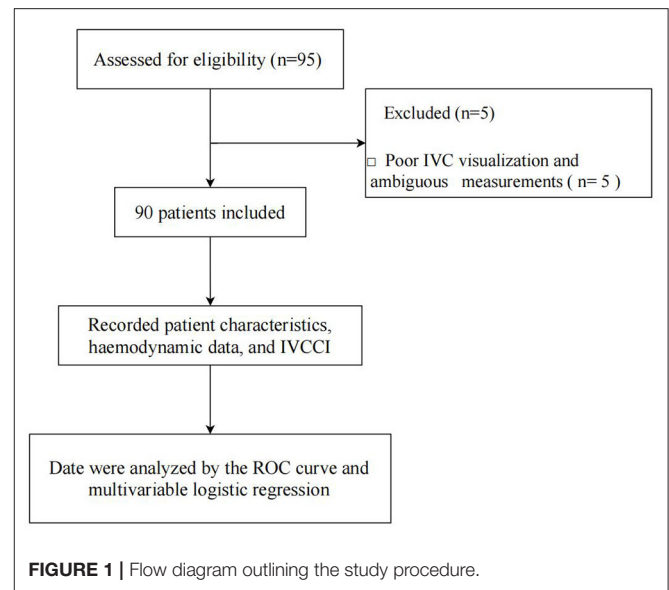 Assessed for eligibility (n=95)
Excluded (n=5)
□ Poor IVC visualization and
ambiguous measurements ( n= 5 )
90 patients included
Recorded patient characteristics,
haemodynamic data, and IVCCI
Date were analyzed by the ROC curve and
multivariable logistic regression
FIGURE 1 | Flow diagram outlining the study procedure.